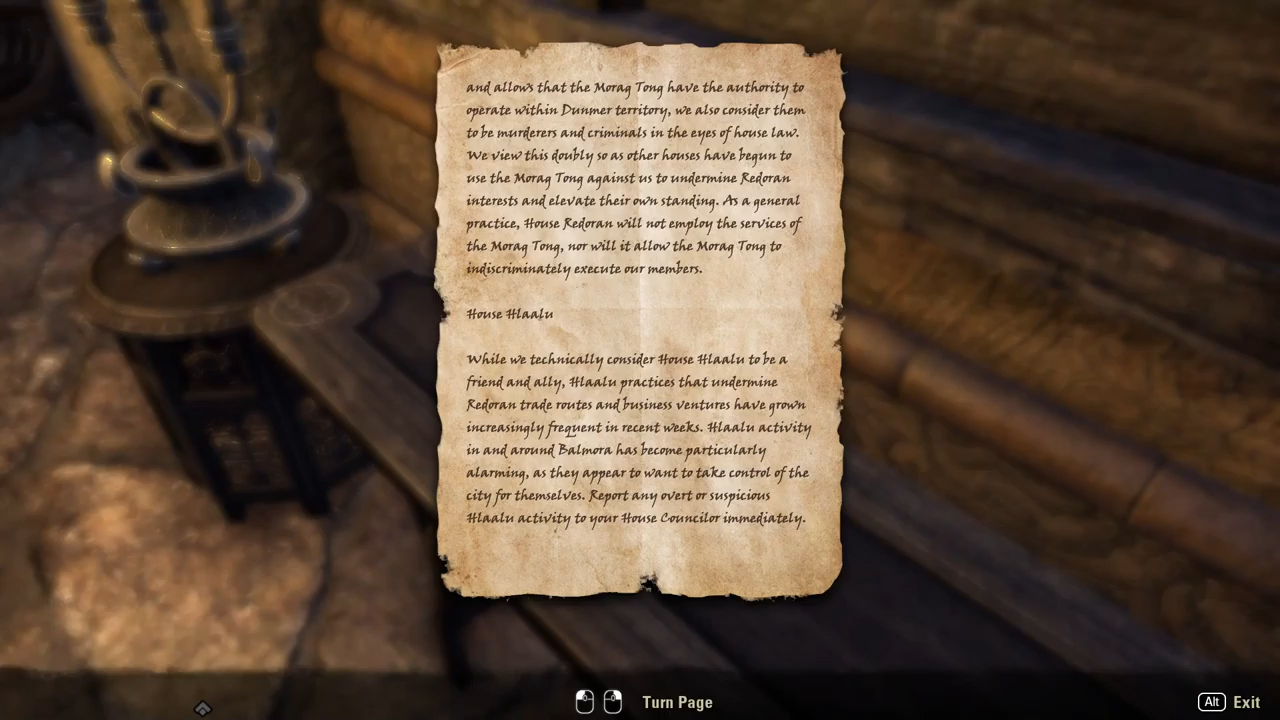 and allows that the Morag Tong have the authority to
operate within Dunmer territory, we also consider them
to be murderers and criminals in the eyes of house law.
We view this doubly so as other houses have begun to
use the Morag Tong against us to undermine Redoran
interests and elevate their own standing. As a general
practice, House Redoran will not employ the services of
the Morag Tong, nor will it allow the Morag Tong to
indiscriminately execute our members.
House Hlaalu
While we technically consider House Hlaalu to be a
friend and ally, Hlaalu practices that undermine
Redoran trade routes and business ventures have grown
increasingly frequent in recent weeks. Hlaalu activity
in and around Balmora has become particularly
alarming, as they appear to want to take control of the
city for themselves. Report any overt or suspicious
Hlaalu activity to your House Councilor immediately.
Turn Page
Alt Exit